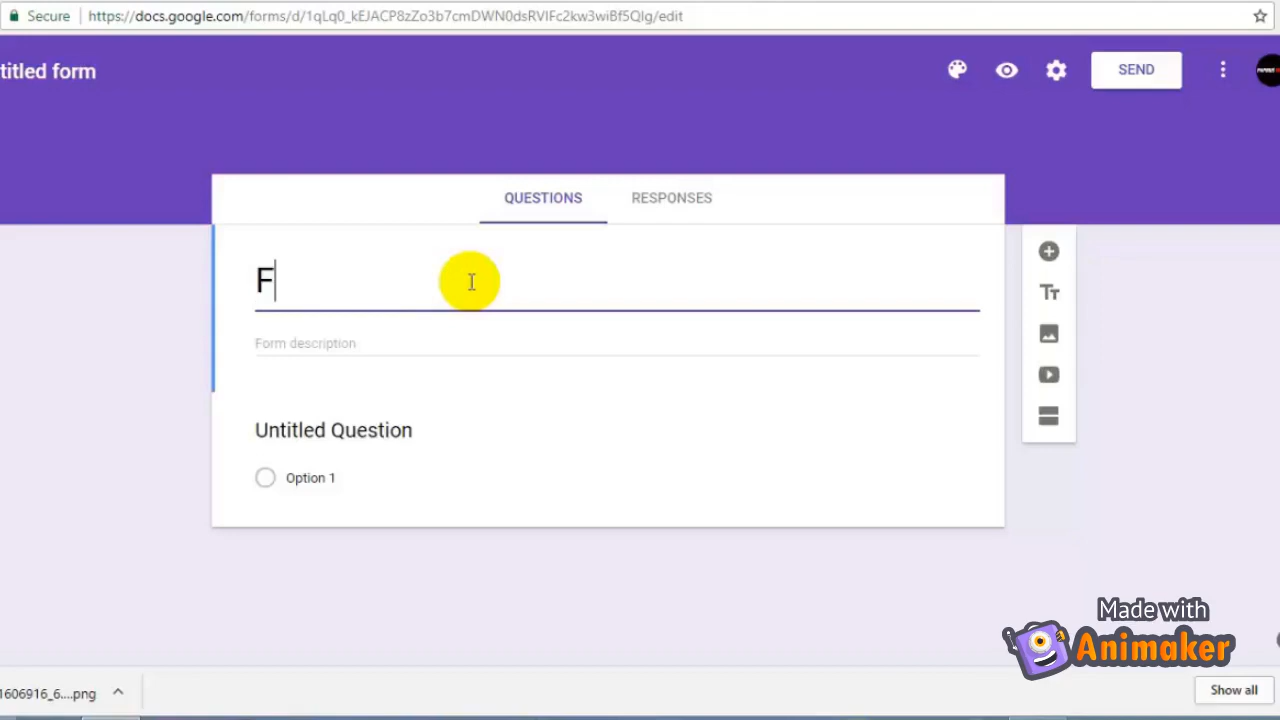 Secure https://docs.google.com/forms/d/1qLq0_kEJACP8zZo3b7cmDWN0dsRVIFc2kw3wiBf5QIg/edit
titled form
SEND
QUESTIONS RESPONSES
F
Form description
Untitled Question
Option 1
Made with
Animaker
1606916_6....png
Show all